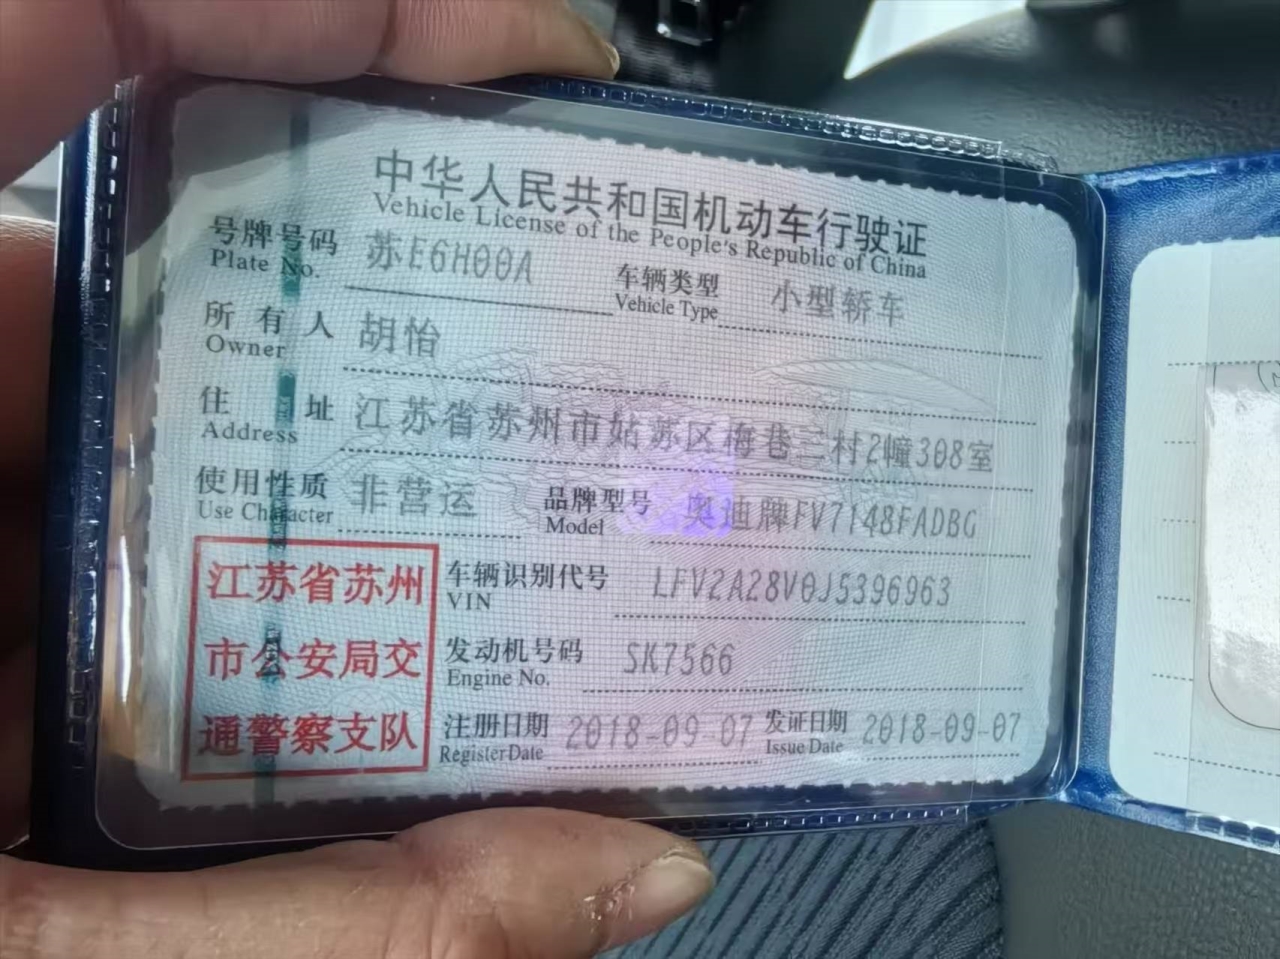 中华人民共和国机动车行驶证
Vehicle License of the People's Republic of China
号牌号码 苏E6H00A 车辆类型 小型轿车
Plate No. Vehicle Type
所有人 胡怡
Owner
住址 江苏省苏州市姑苏区梅巷二村2幢308室
Address
使用性质 非营运 品牌型号 奥迪牌FV7148FADBG
Use Character Model
江苏省苏州
市公安局交
通警察支队
车辆识别代号 LFV2A28V0J5396963
VIN
发动机号码 SK7566
Engine No.
注册日期 2018-09-07 发证日期 2018-09-07
Register Date Issue Date